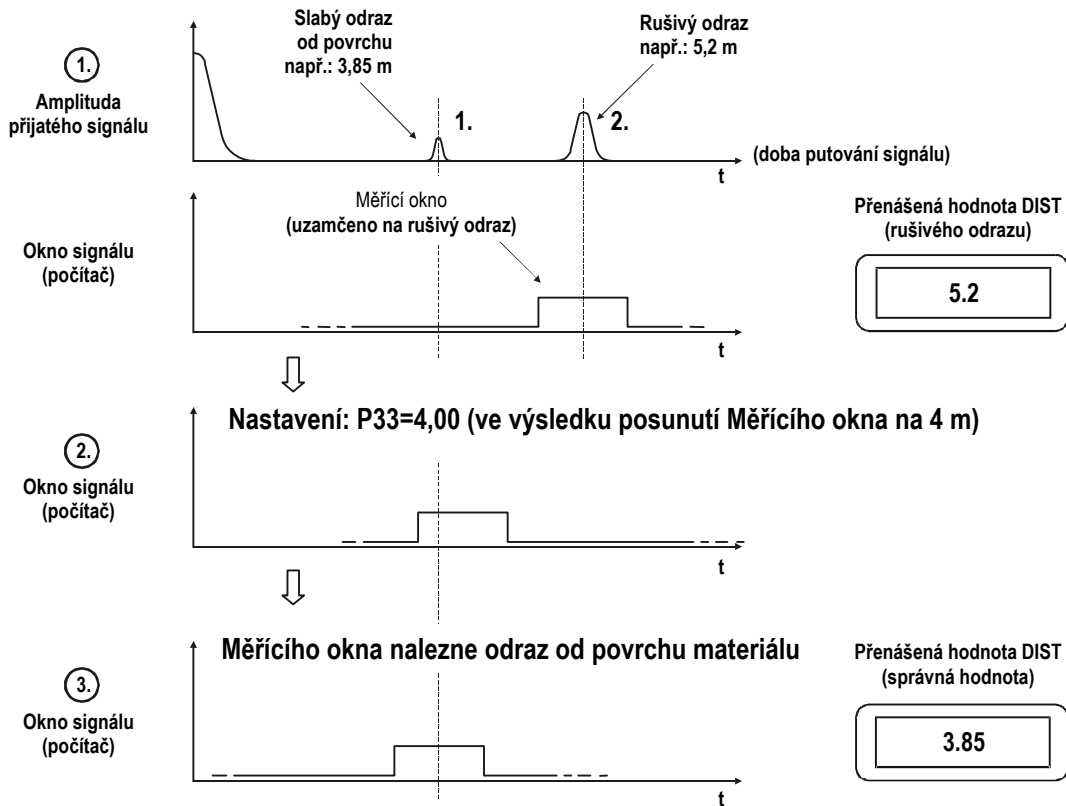 1.
Amplituda
přijatého signálu
Slabý odraz
od povrchu
např.: 3,85 m
Rušivý odraz
např.: 5,2 m
1.
2.
(doba putování signálu)
t
Okno signálu
(počítač)
Měřící okno
(uzamčeno na rušivý odraz)
t
Přenášená hodnota DIST
(rušivého odrazu)
5.2
2.
Okno signálu
(počítač)
Nastavení: P33=4,00 (ve výsledku posunutí Měřícího okna na 4 m)
t
3.
Okno signálu
(počítač)
Měřícího okna nalezne odraz od povrchu materiálu
t
Přenášená hodnota DIST
(správná hodnota)
3.85